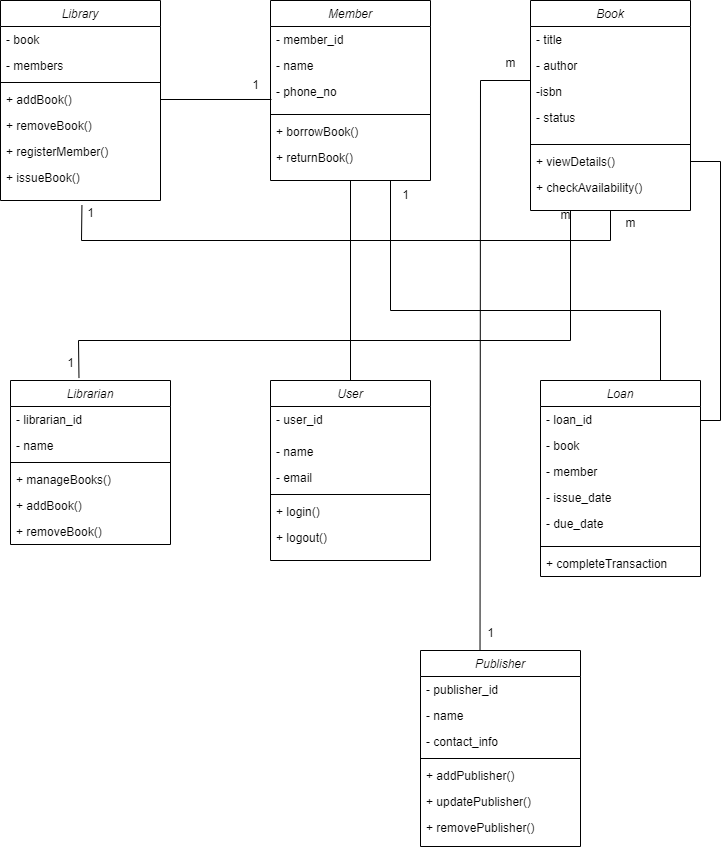 Library
- book
- members
+ addBook()
+ removeBook()
+ registerMember()
+ issueBook()
1
1
Member
- member_id
- name
- phone_no
+ borrowBook()
+ returnBook()
1
Book
- title
- author
-isbn
- status
+ viewDetails()
+ checkAvailability()
m
m
m
1
Librarian
- librarian_id
- name
+ manageBooks()
+ addBook()
+ removeBook()
User
- user_id
- name
- email
+ login()
+ logout()
Loan
- loan_id
- book
- member
- issue_date
- due_date
+ completeTransaction
1
Publisher
- publisher_id
- name
- contact_info
+ addPublisher()
+ updatePublisher()
+ removePublisher()